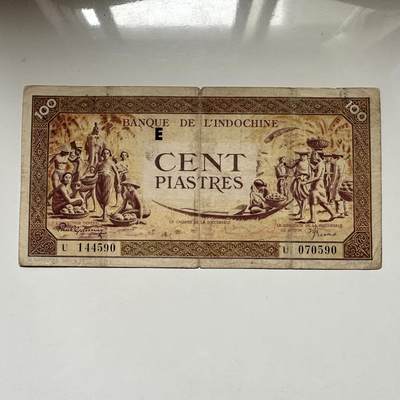 100
100
BANQUE DE L'INDOCHINE
E
CENT
PIASTRES
U 144590
U 070590